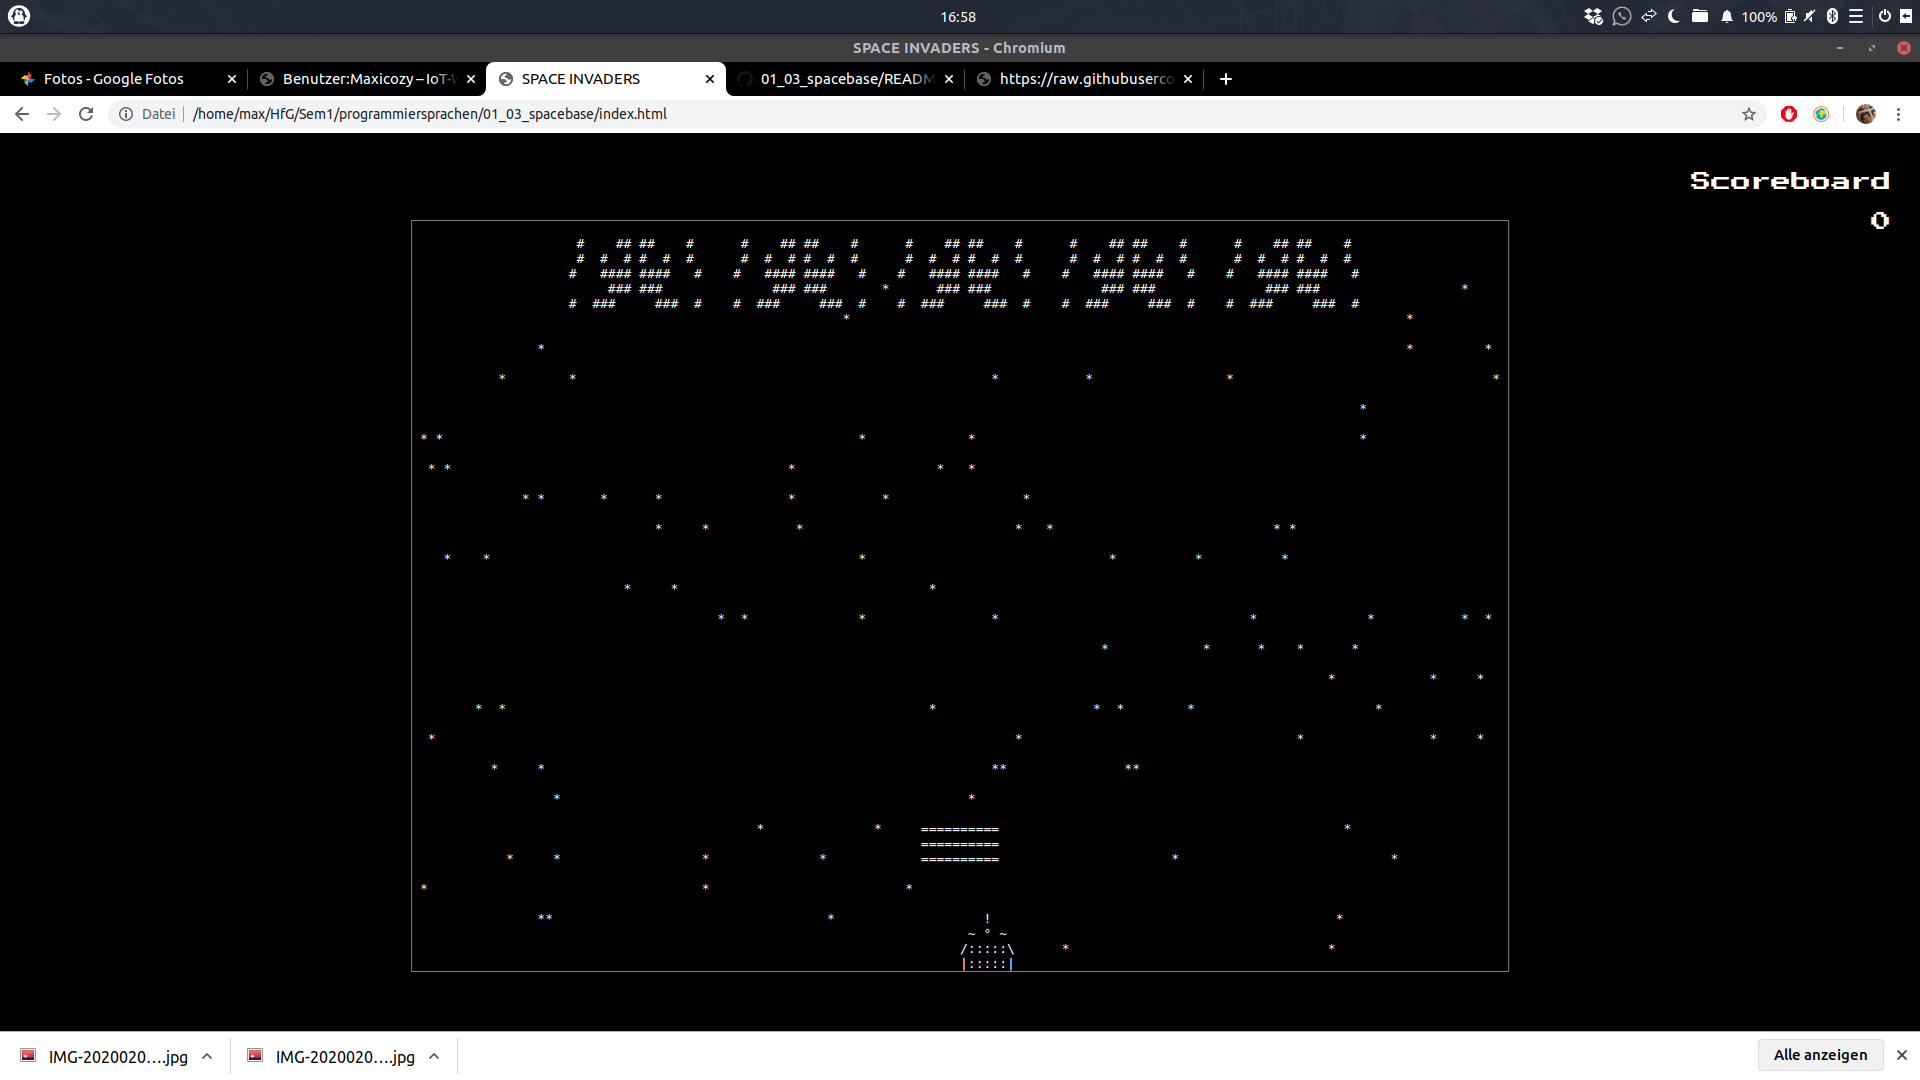 16:58
100%
SPACE INVADERS - Chromium
Fotos - Google Fotos
Benutzer:Maxicozy – IoT-
SPACE INVADERS
01_03_spacebase/READM
https://raw.githubuserco
Datei
/home/max/HfG/Sem1/programmiersprachen/01_03_spacebase/index.html
Scoreboard
0
IMG-2020020....jpg
IMG-2020020....jpg
Alle anzeigen